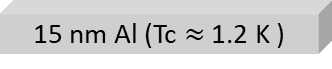 15 nm Al (Tc ≈ 1.2 K )